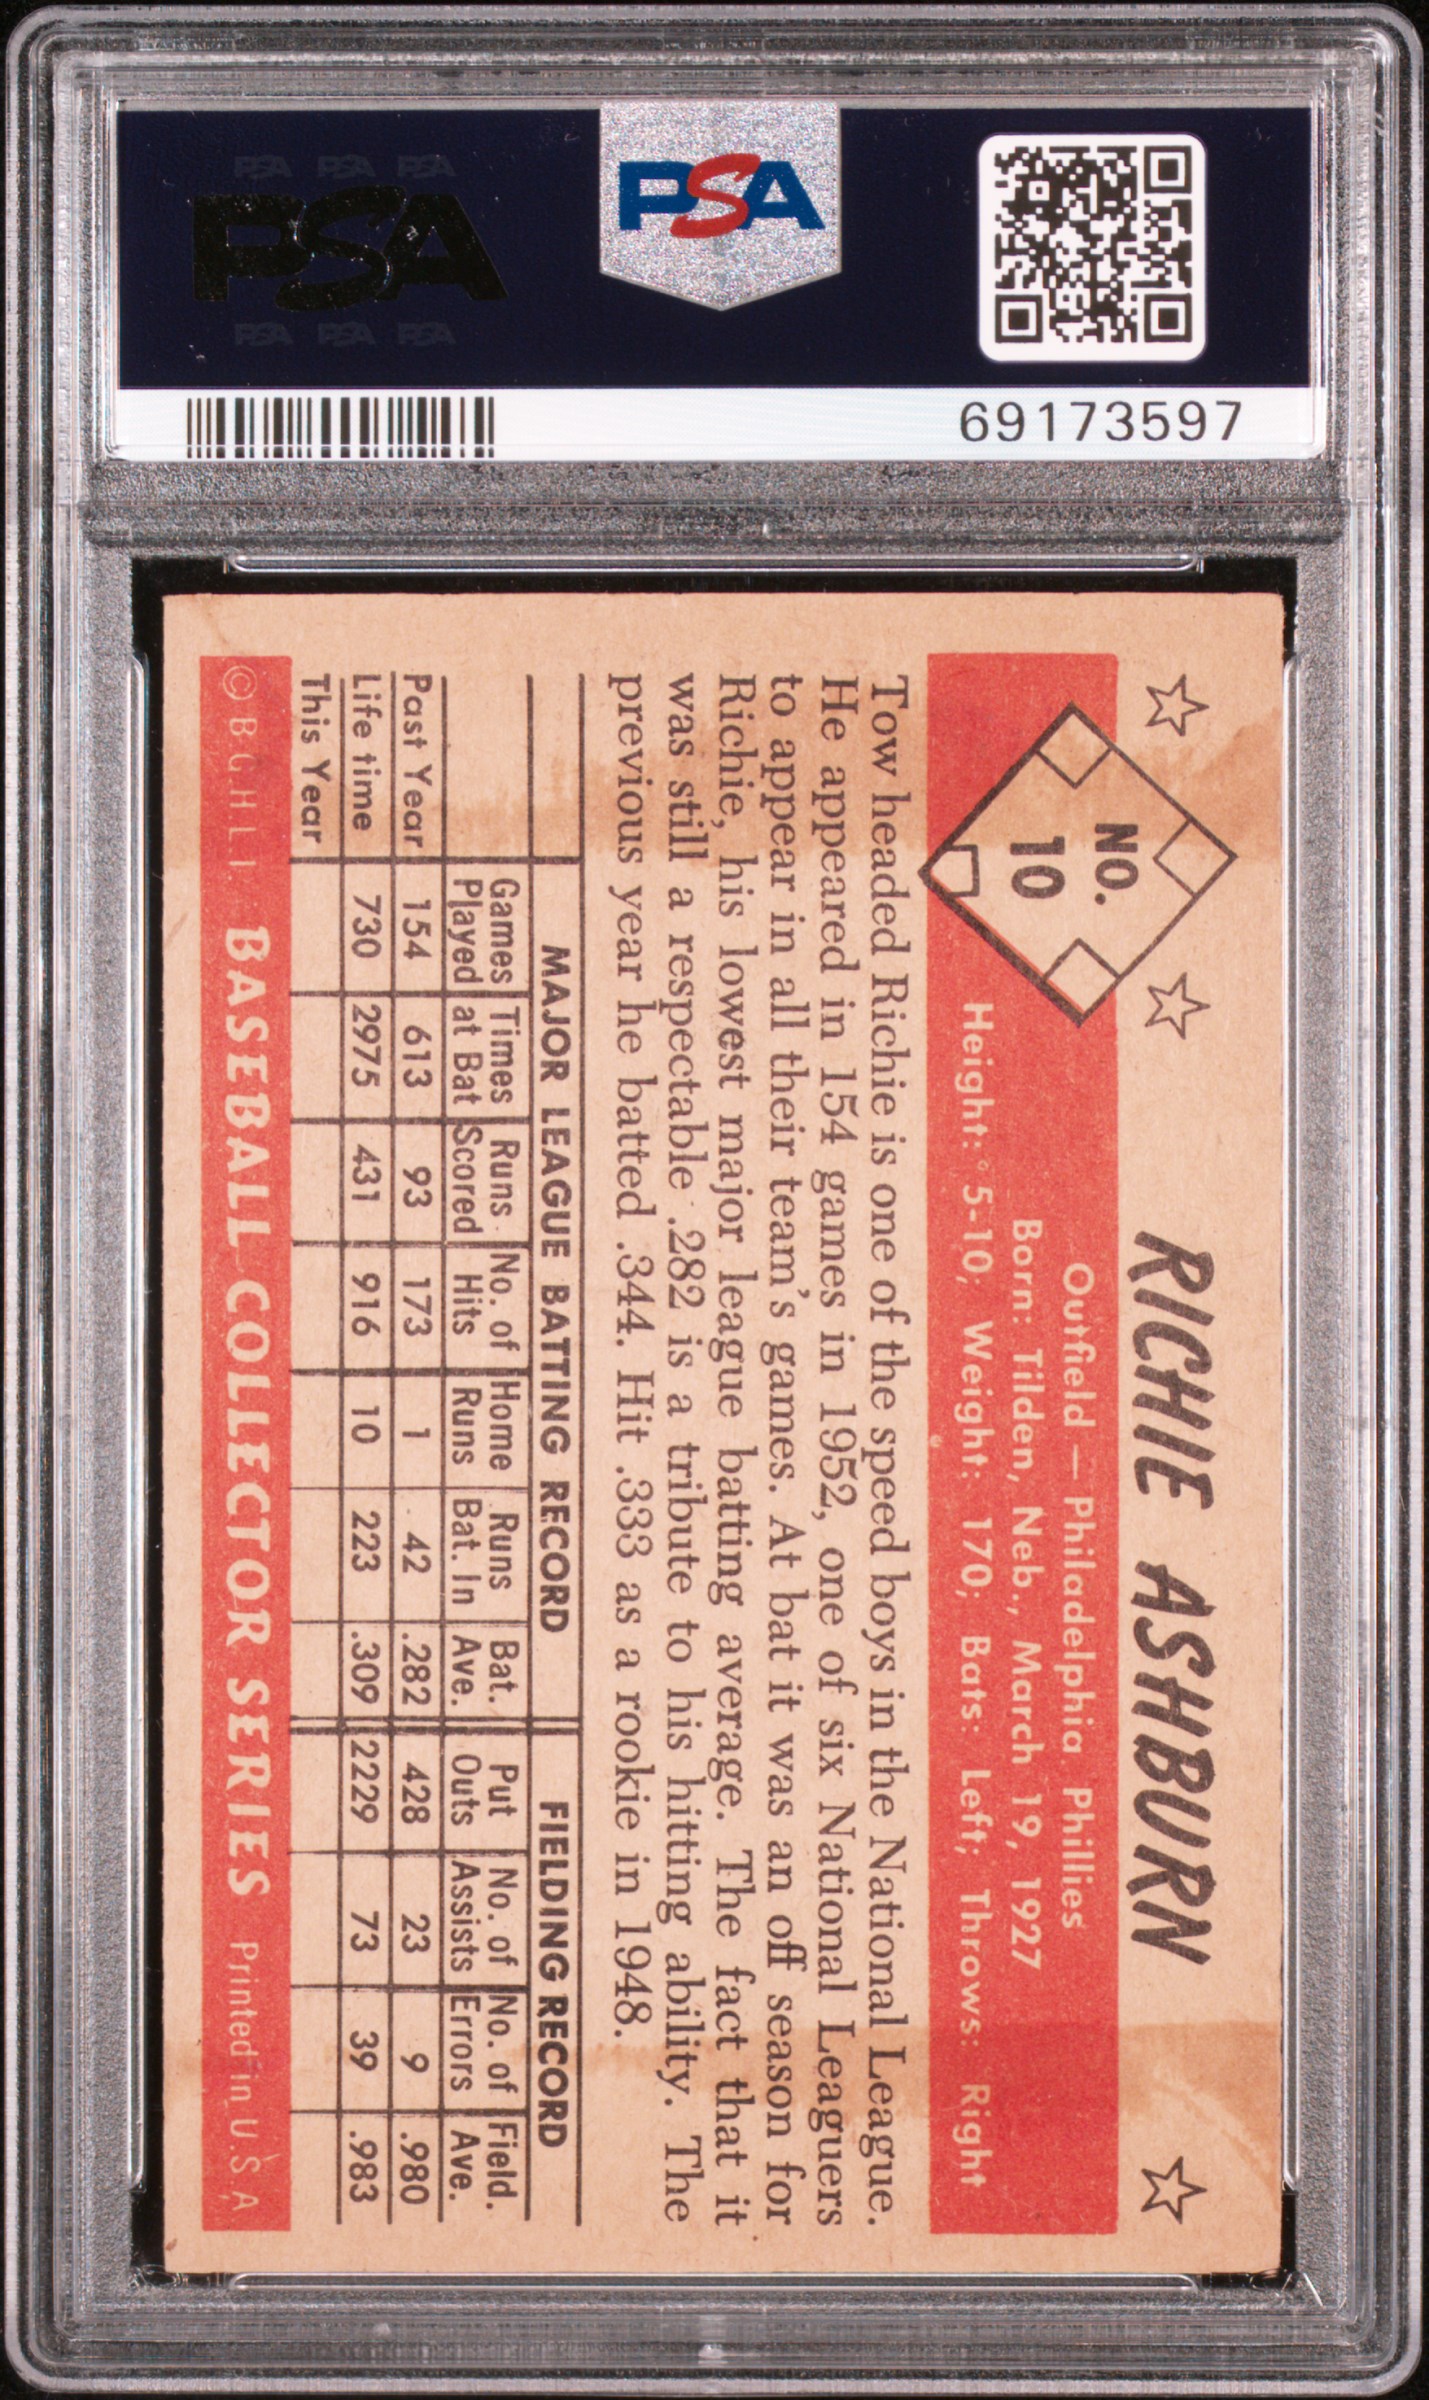 PSA PSA PSA
PSA
PSA PSA PSA
PSA
69173597
RICHIE ASHBURN
NO.
10
Outfield — Philadelphia Phillies
Born: Tilden, Neb., March 19, 1927
Height: 5-10; Weight: 170; Bats: Left; Throws: Right
Tow headed Richie is one of the speed boys in the National League.
He appeared in 154 games in 1952, one of six National Leaguers
to appear in all their team's games. At bat it was an off season for
Richie, his lowest major league batting average. The fact that it
was still a respectable .282 is a tribute to his hitting ability. The
previous year he batted .344. Hit .333 as a rookie in 1948.
MAJOR LEAGUE BATTING RECORD FIELDING RECORD
Games Times Runs No. of Home Runs Bat. Put No. of No. of Field.
Played at Bat Scored Hits Runs Bat. In Ave. Outs Assists Errors Ave.
Past Year 154 613 93 173 1 42 .282 428 23 9 .980
Life time 730 2975 431 916 10 223 .309 2229 73 39 .983
This Year
© B.G.H.L.I. BASEBALL COLLECTOR SERIES Printed in U.S.A.